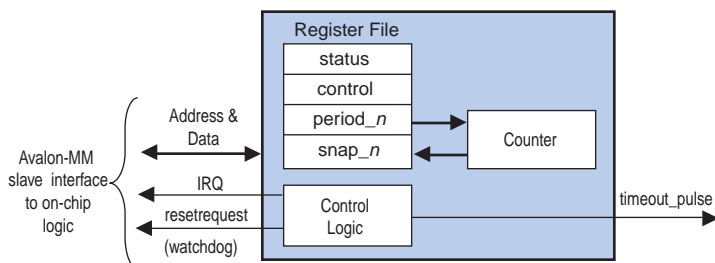 Register File
status
control
period_n
snap_n
Counter
Address &
Data
Avalon-MM
slave interface
to on-chip
logic
IRQ
resetrequest
(watchdog)
Control
Logic
timeout_pulse